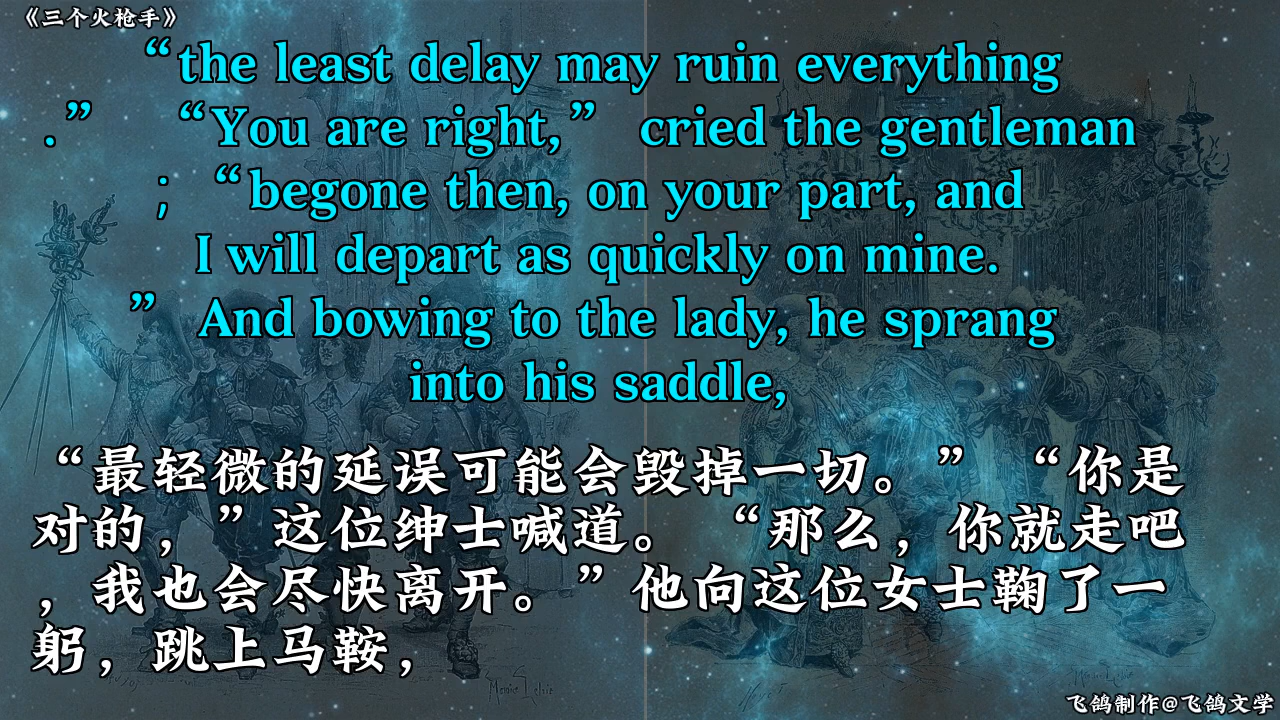 《三个火枪手》
“the least delay may ruin everything
.” “You are right,” cried the gentleman
; “begone then, on your part, and
I will depart as quickly on mine.
” And bowing to the lady, he sprang
into his saddle,
“最轻微的延误可能会毁掉一切。” “你是
对的，”这位绅士喊道。 “那么，你就走吧
，我也会尽快离开。”他向这位女士鞠了一
躬，跳上马鞍，
飞鸽制作@飞鸽文学